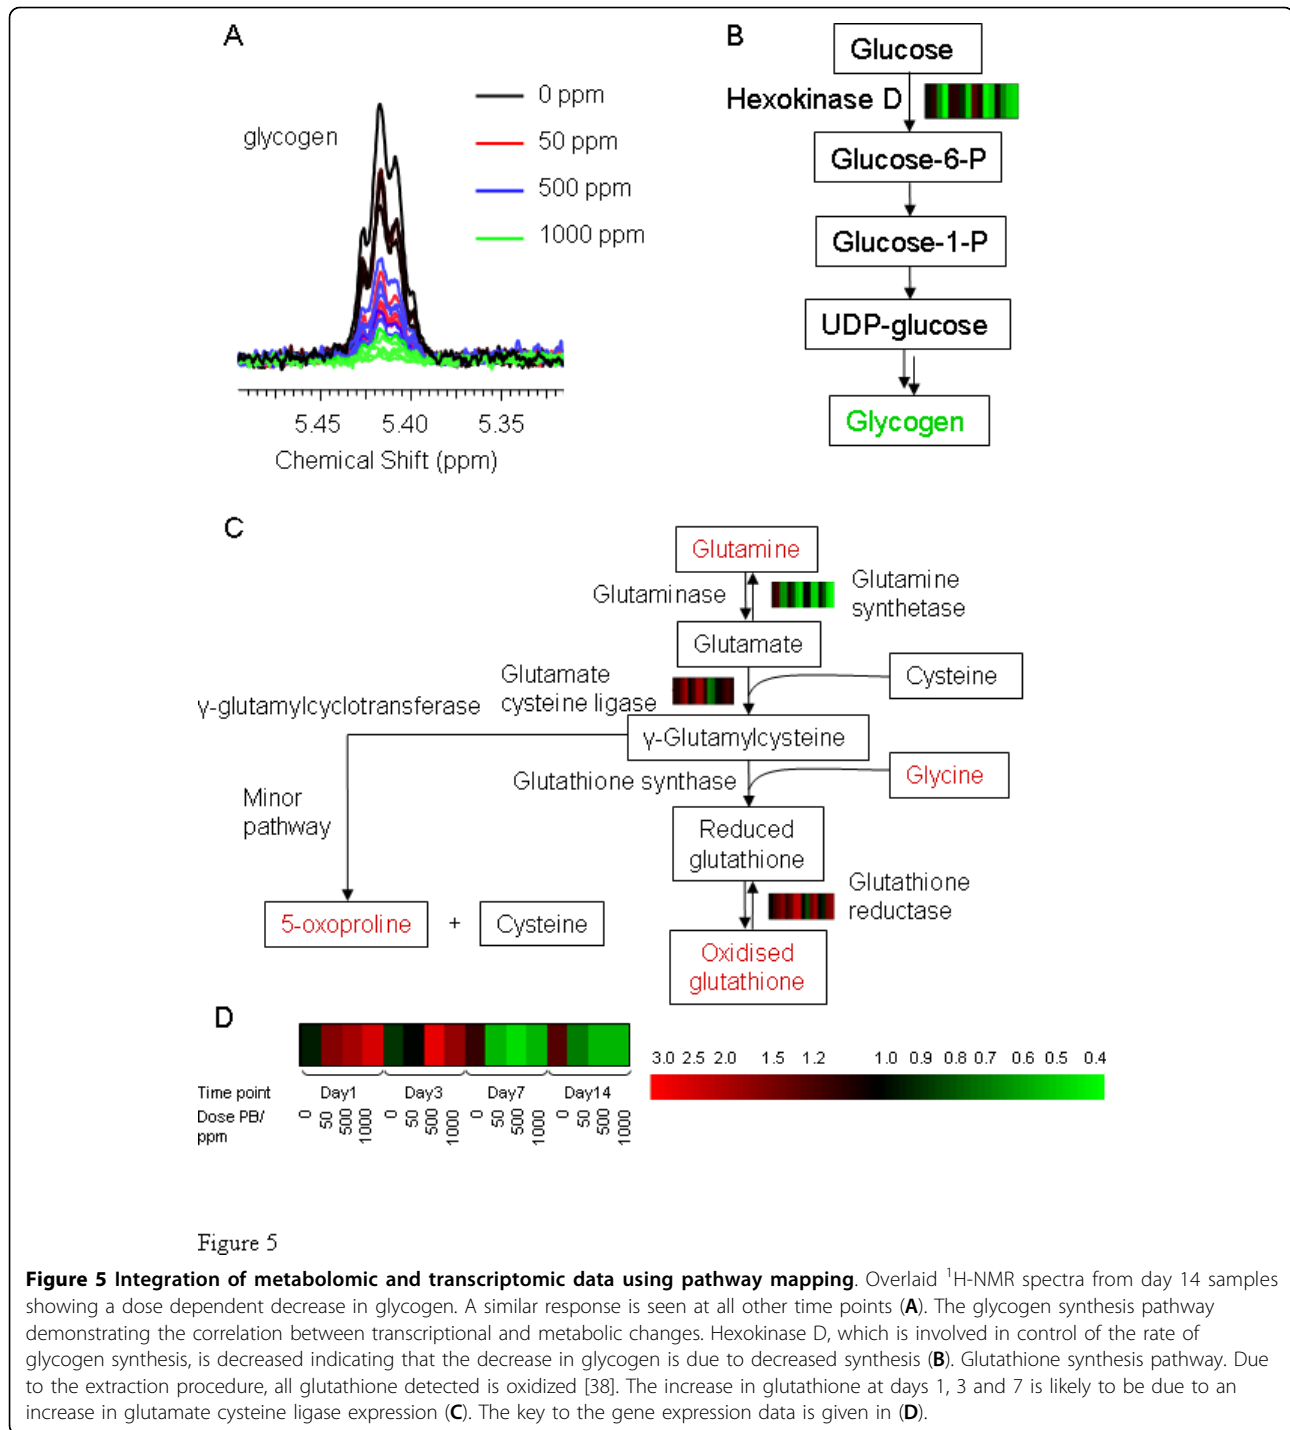 A
glycogen
0 ppm
50 ppm
500 ppm
1000 ppm
5.45 5.40 5.35
Chemical Shift (ppm)
B
Glucose
Hexokinase D
Glucose-6-P
Glucose-1-P
UDP-glucose
Glycogen
C
Glutamine
Glutaminase
Glutamine
synthetase
Glutamate
Cysteine
Glutamate
cysteine ligase
γ-glutamylcyclotransferase
γ-Glutamylcysteine
Glutathione synthase
Glycine
Minor
pathway
Reduced
glutathione
Glutathione
reductase
5-oxoproline + Cysteine
Oxidised
glutathione
D
3.0 2.5 2.0 1.5 1.2 1.0 0.9 0.8 0.7 0.6 0.5 0.4
Time point Day1 Day3 Day7 Day14
Dose PB/
ppm
0 50 500 1000 0 50 500 1000 0 50 500 1000 0 50 500 1000
Figure 5
Figure 5 Integration of metabolomic and transcriptomic data using pathway mapping. Overlaid ¹H-NMR spectra from day 14 samples
showing a dose dependent decrease in glycogen. A similar response is seen at all other time points (A). The glycogen synthesis pathway
demonstrating the correlation between transcriptional and metabolic changes. Hexokinase D, which is involved in control of the rate of
glycogen synthesis, is decreased indicating that the decrease in glycogen is due to decreased synthesis (B). Glutathione synthesis pathway. Due
to the extraction procedure, all glutathione detected is oxidized [38]. The increase in glutathione at days 1, 3 and 7 is likely to be due to an
increase in glutamate cysteine ligase expression (C). The key to the gene expression data is given in (D).